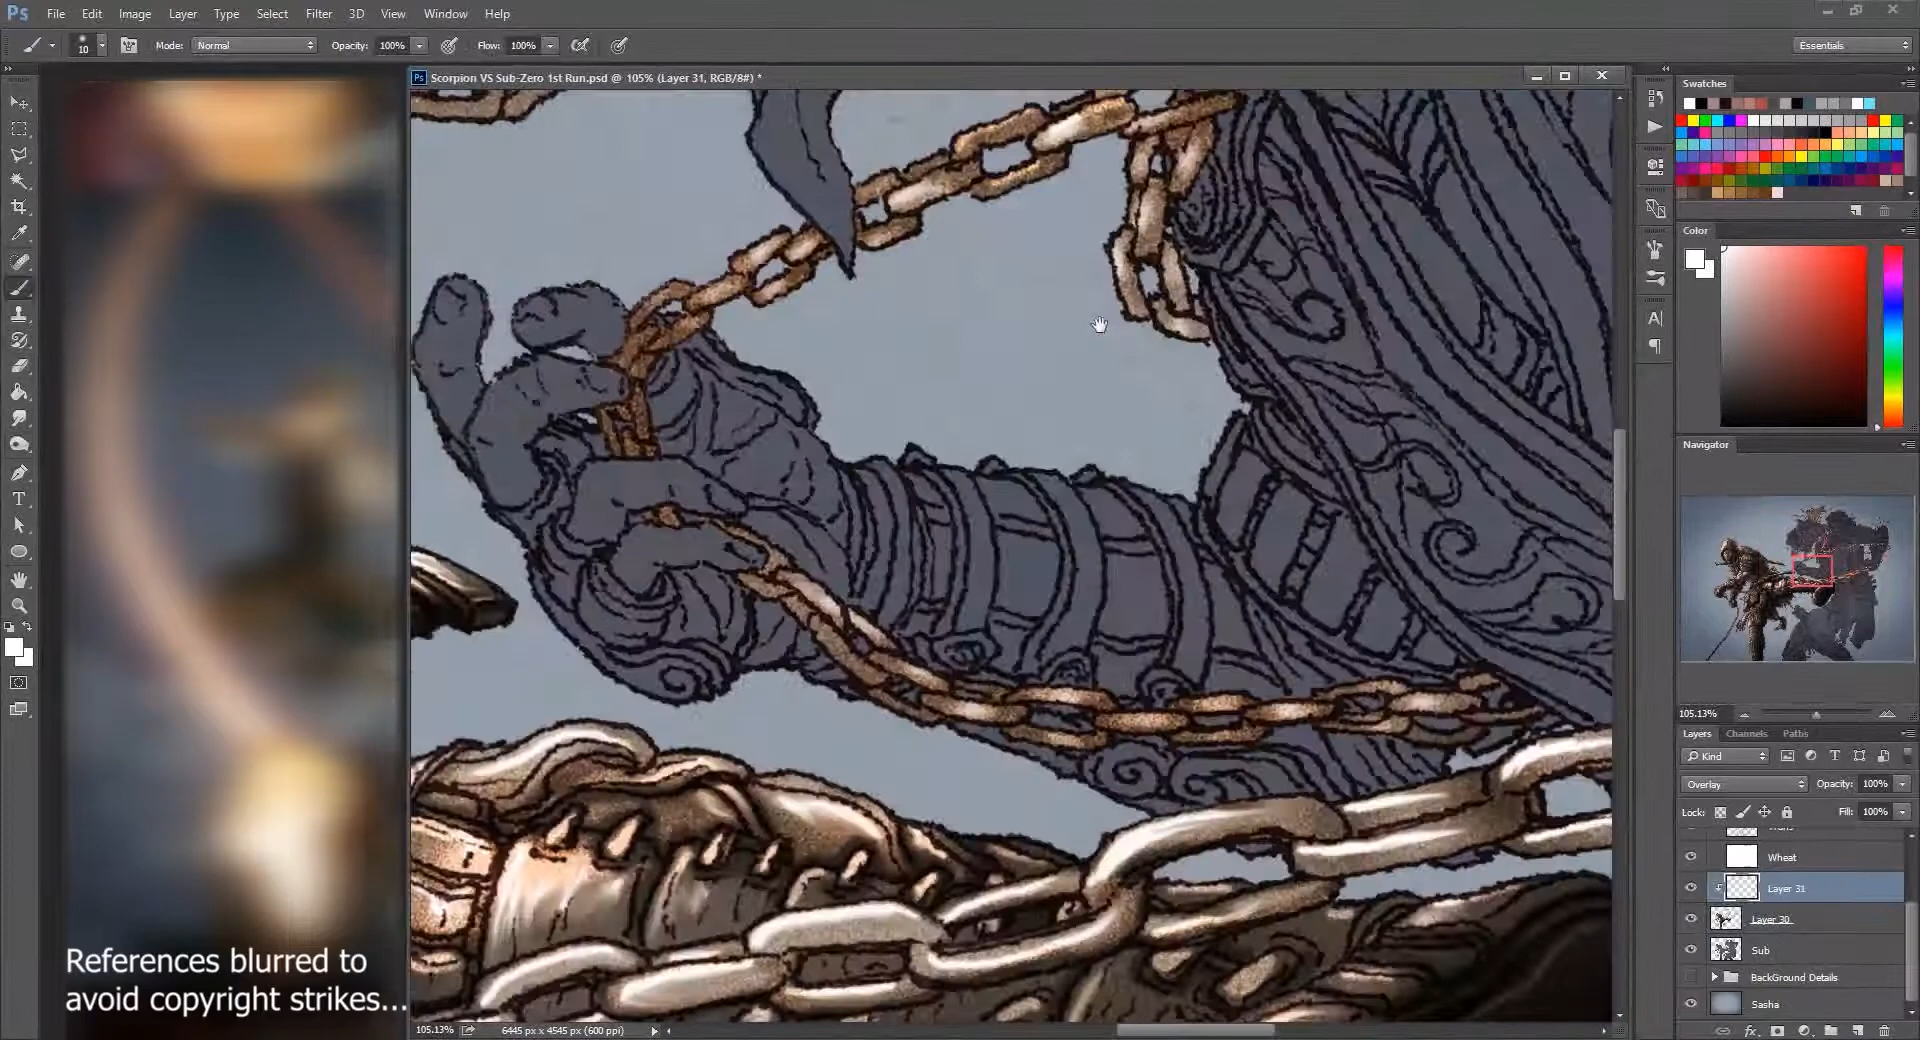 Ps File Edit Image Layer Type Select Filter 3D View Window Help
10 Mode: Normal Opacity: 100% Flow: 100% Essentials
Scorpion VS Sub-Zero 1st Run.psd @ 105% (Layer 31, RGB/8#) *
Swatches
Color
Navigator
105.13%
Layers Channels Paths
Kind
Overlay Opacity: 100%
Lock: Fill: 100%
Wheat
Layer 31
Layer 30
Sub
BackGround Details
Sasha
fx
References blurred to
avoid copyright strikes...
105.13% 6445 px x 4545 px (600 ppi)